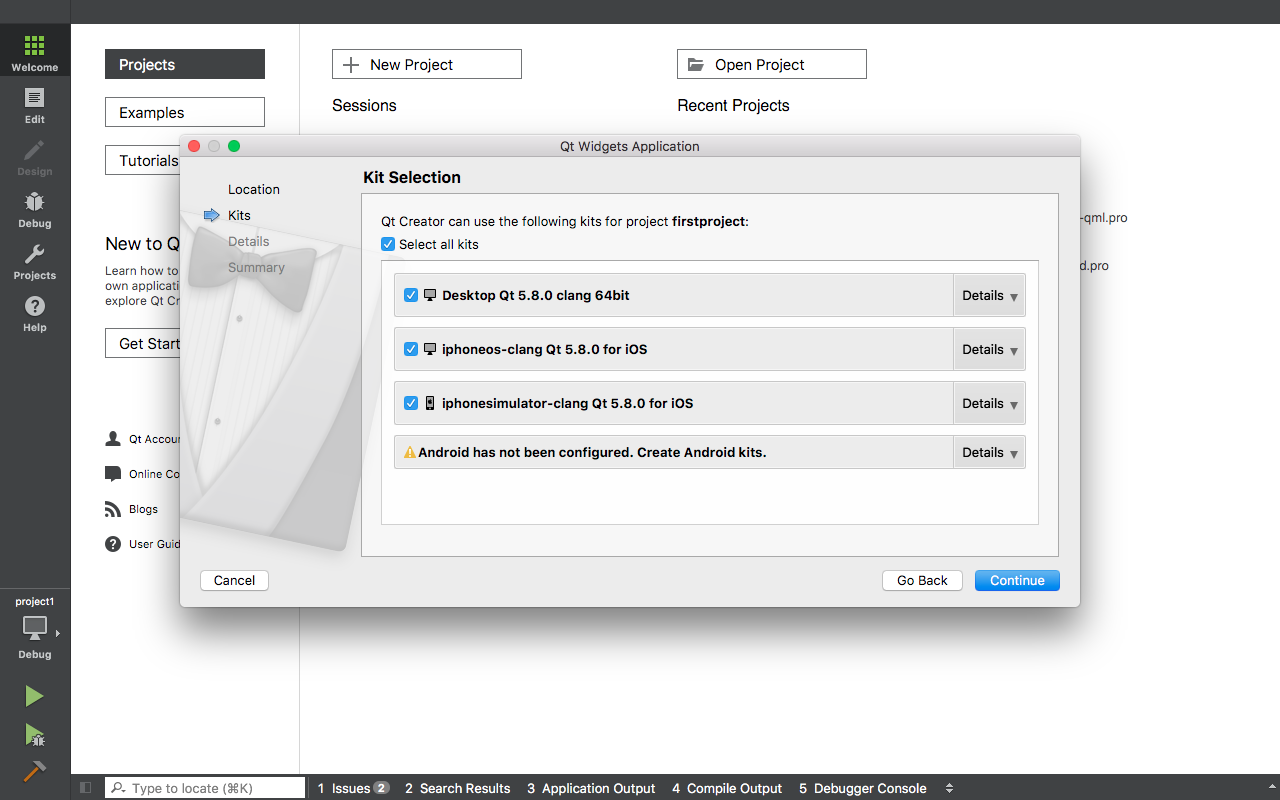 Welcome
Edit
Design
Debug
Projects
Help
project1
Debug
Projects
Examples
Tutorials
New to Q
Learn how to
own applicati
explore Qt Cr
Get Start
Qt Accou
Online Co
Blogs
User Guid
New Project
Open Project
Sessions
Recent Projects
-qml.pro
d.pro
Qt Widgets Application
Location
Kits
Details
Summary
Kit Selection
Qt Creator can use the following kits for project firstproject:
Select all kits
Desktop Qt 5.8.0 clang 64bit Details
iphoneos-clang Qt 5.8.0 for iOS Details
iphonesimulator-clang Qt 5.8.0 for iOS Details
Android has not been configured. Create Android kits. Details
Cancel
Go Back
Continue
Type to locate (⌘K)
1 Issues 2
2 Search Results
3 Application Output
4 Compile Output
5 Debugger Console